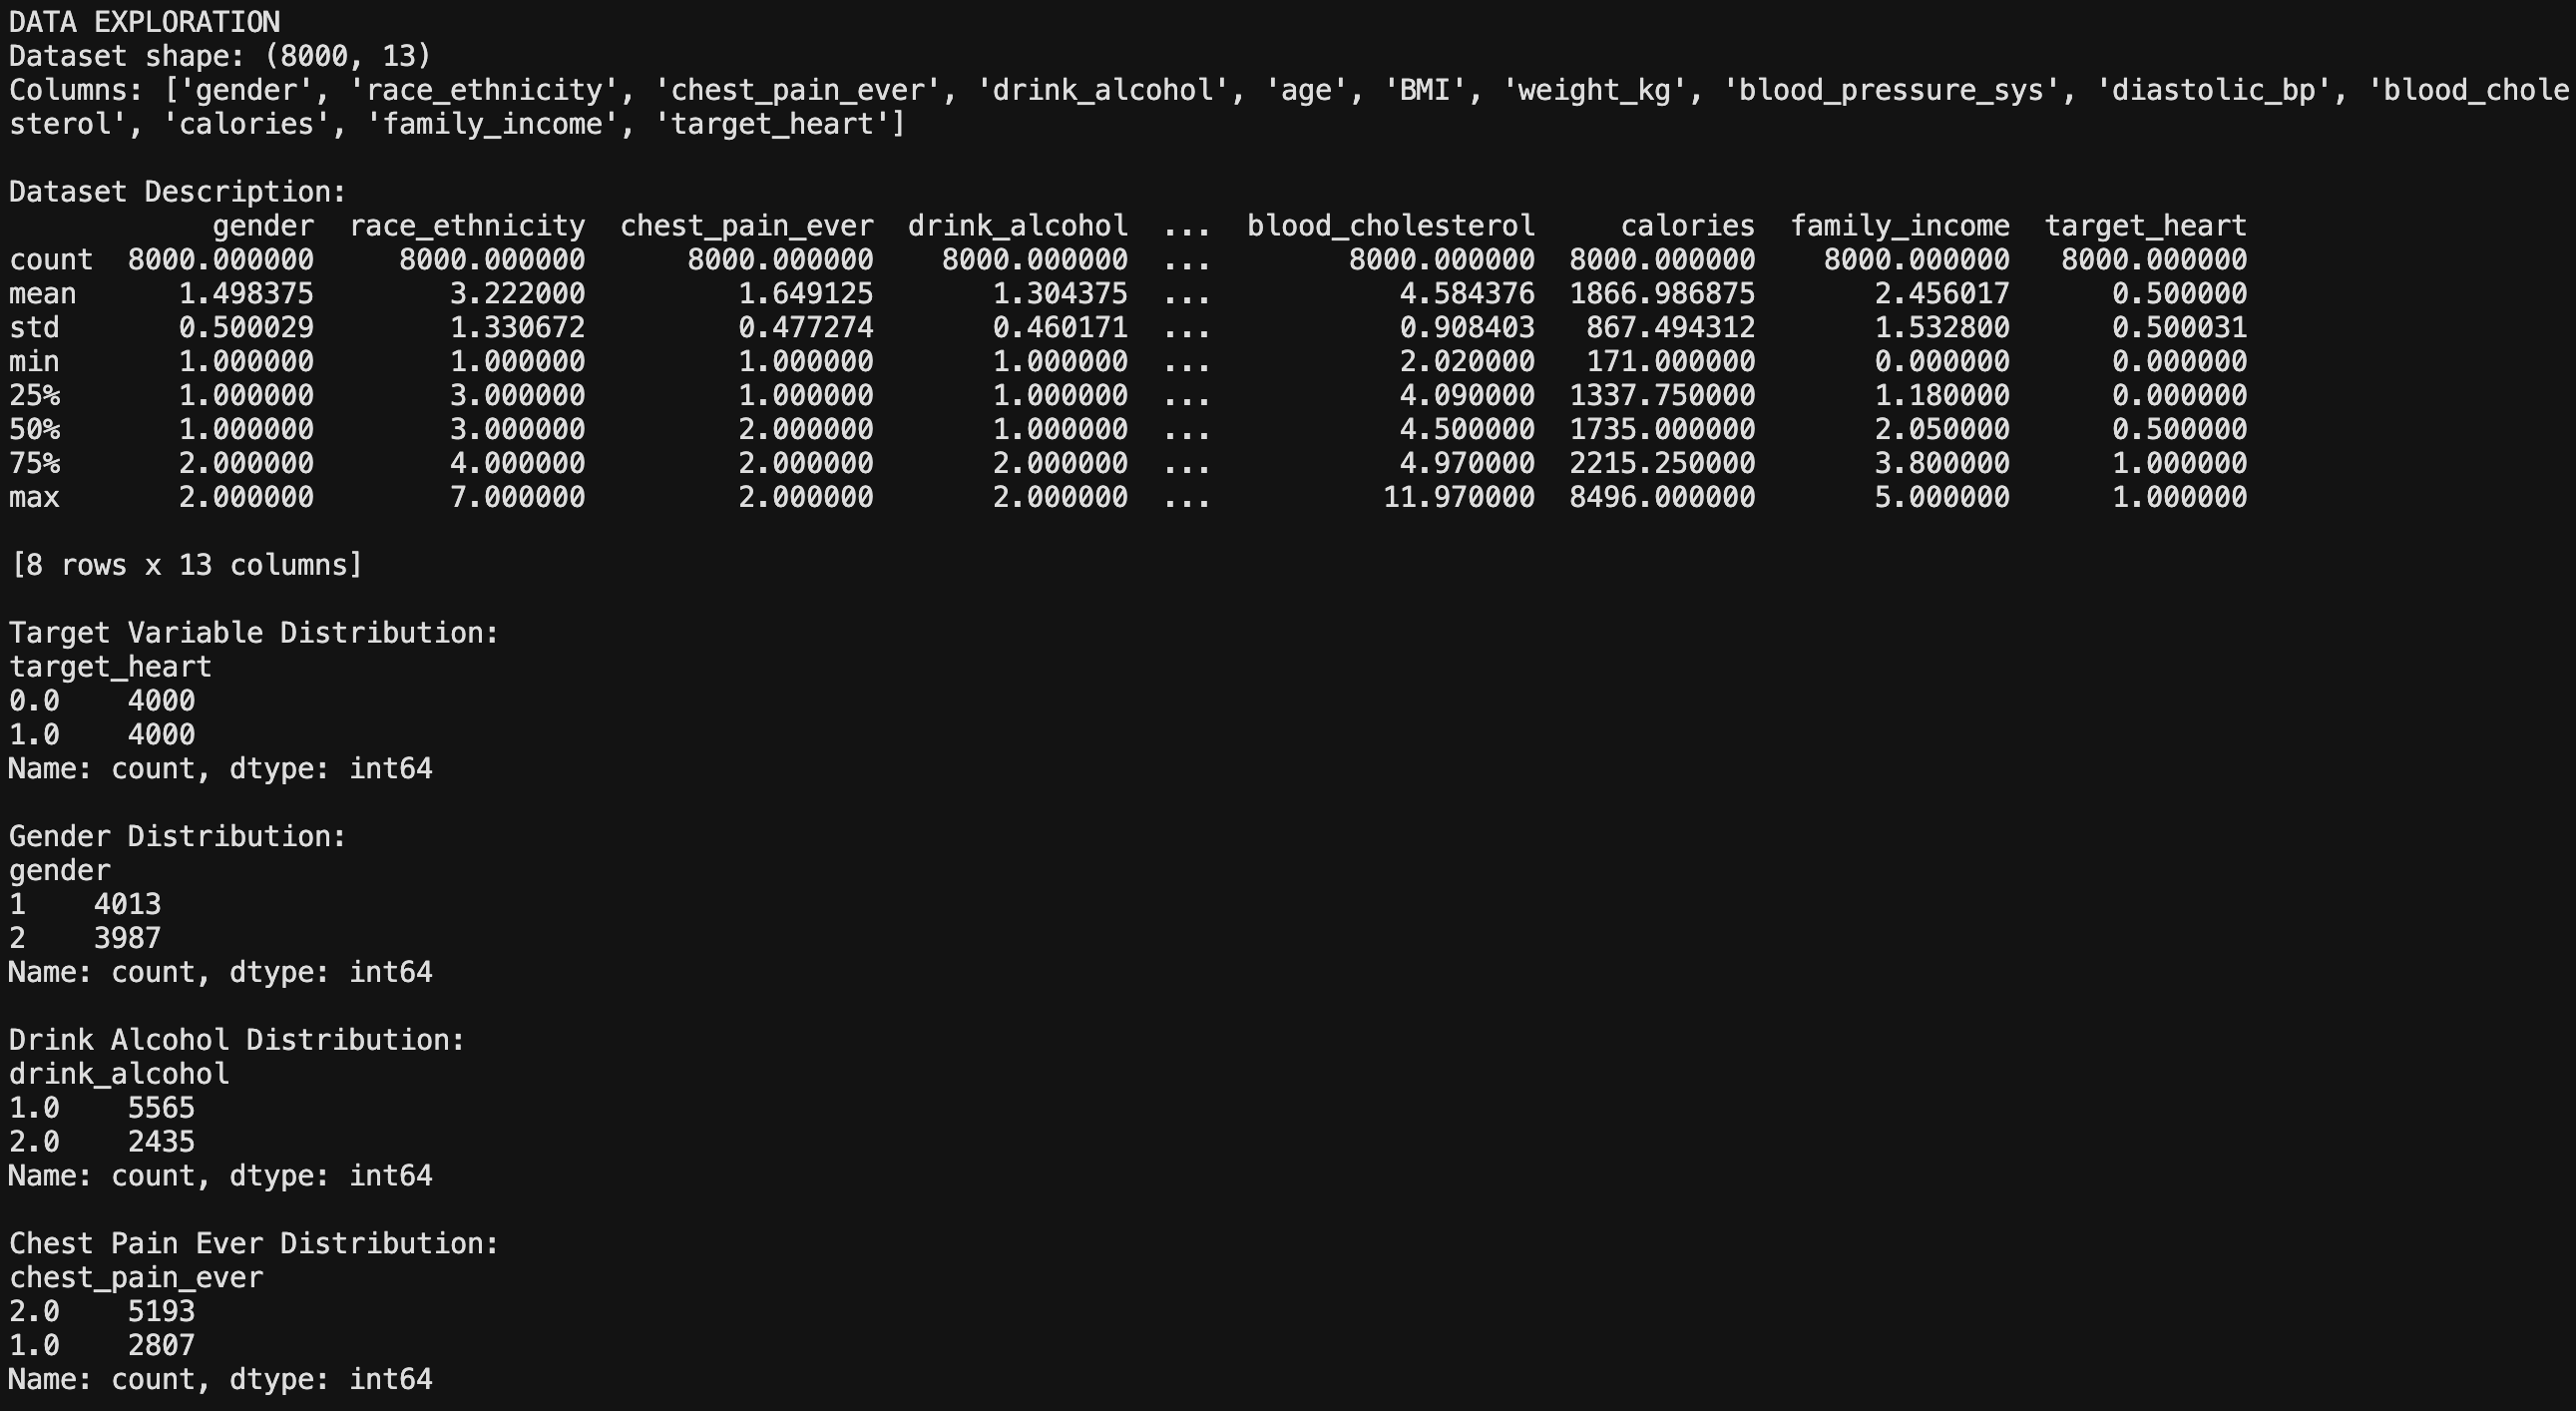 DATA EXPLORATION
Dataset shape: (8000, 13)
Columns: ['gender', 'race_ethnicity', 'chest_pain_ever', 'drink_alcohol', 'age', 'BMI', 'weight_kg', 'blood_pressure_sys', 'diastolic_bp', 'blood_chole
sterol', 'calories', 'family_income', 'target_heart']

Dataset Description:
            gender  race_ethnicity  chest_pain_ever  drink_alcohol  ...  blood_cholesterol     calories  family_income  target_heart
count  8000.000000     8000.000000      8000.000000    8000.000000  ...        8000.000000  8000.000000    8000.000000   8000.000000
mean      1.498375        3.222000         1.649125       1.304375  ...           4.584376  1866.986875       2.456017      0.500000
std       0.500029        1.330672         0.477274       0.460171  ...           0.908403   867.494312       1.532800      0.500031
min       1.000000        1.000000         1.000000       1.000000  ...           2.020000   171.000000       0.000000      0.000000
25%       1.000000        3.000000         1.000000       1.000000  ...           4.090000  1337.750000       1.180000      0.000000
50%       1.000000        3.000000         2.000000       1.000000  ...           4.500000  1735.000000       2.050000      0.500000
75%       2.000000        4.000000         2.000000       2.000000  ...           4.970000  2215.250000       3.800000      1.000000
max       2.000000        7.000000         2.000000       2.000000  ...          11.970000  8496.000000       5.000000      1.000000

[8 rows x 13 columns]

Target Variable Distribution:
target_heart
0.0    4000
1.0    4000
Name: count, dtype: int64

Gender Distribution:
gender
1    4013
2    3987
Name: count, dtype: int64

Drink Alcohol Distribution:
drink_alcohol
1.0    5565
2.0    2435
Name: count, dtype: int64

Chest Pain Ever Distribution:
chest_pain_ever
2.0    5193
1.0    2807
Name: count, dtype: int64